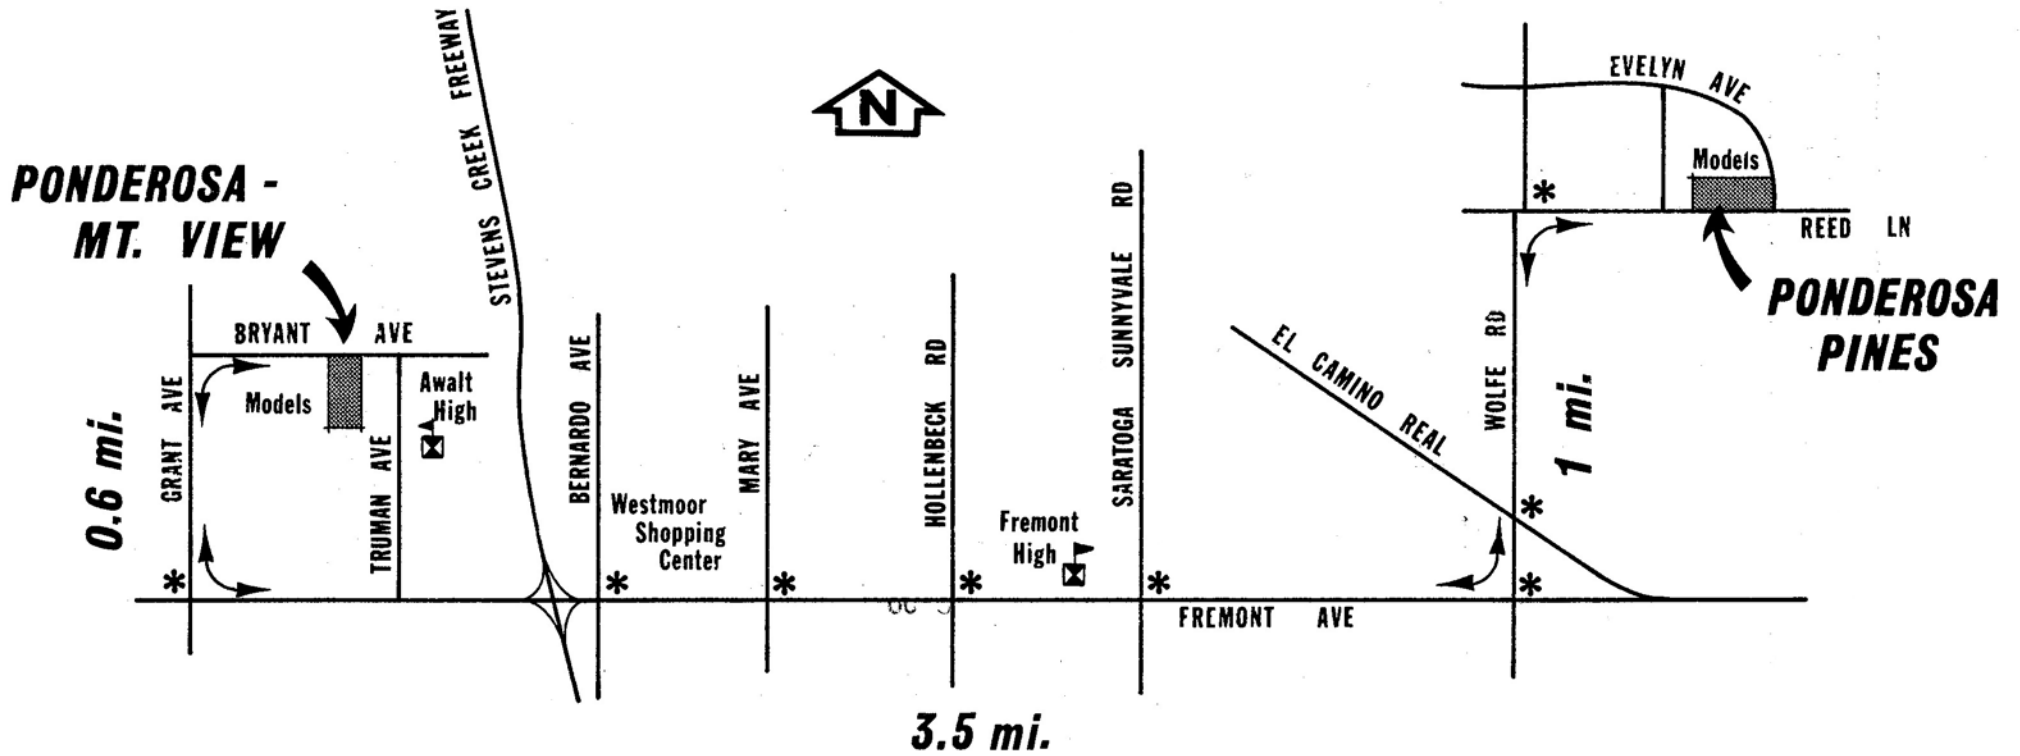 STEVENS CREEK FREEWAY
N
EVELYN AVE
Models
REED LN
PONDEROSA
PINES
PONDEROSA -
MT. VIEW
BRYANT AVE
Models
Awalt
High
GRANT AVE
0.6 mi.
TRUMAN AVE
BERNARDO AVE
Westmoor
Shopping
Center
MARY AVE
HOLLENBECK RD
Fremont
High
SARATOGA SUNNYVALE RD
EL CAMINO REAL
WOLFE RD
1 mi.
*
*
*
*
*
*
*
*
FREMONT AVE
3.5 mi.